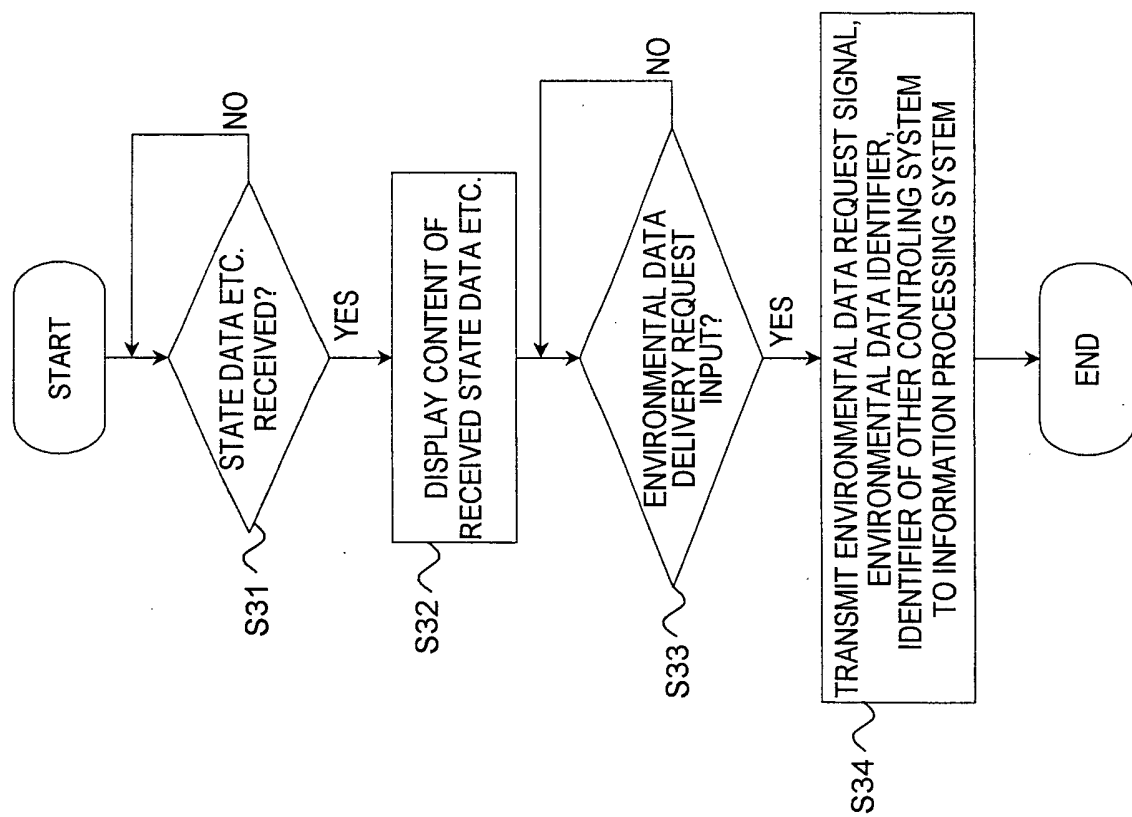 START
STATE DATA ETC.
RECEIVED?
NO
YES
S31
DISPLAY CONTENT OF
RECEIVED STATE DATA ETC.
S32
ENVIRONMENTAL DATA
DELIVERY REQUEST
INPUT?
NO
YES
S33
TRANSMIT ENVIRONMENTAL DATA REQUEST SIGNAL,
ENVIRONMENTAL DATA IDENTIFIER,
IDENTIFIER OF OTHER CONTROLING SYSTEM
TO INFORMATION PROCESSING SYSTEM
S34
END